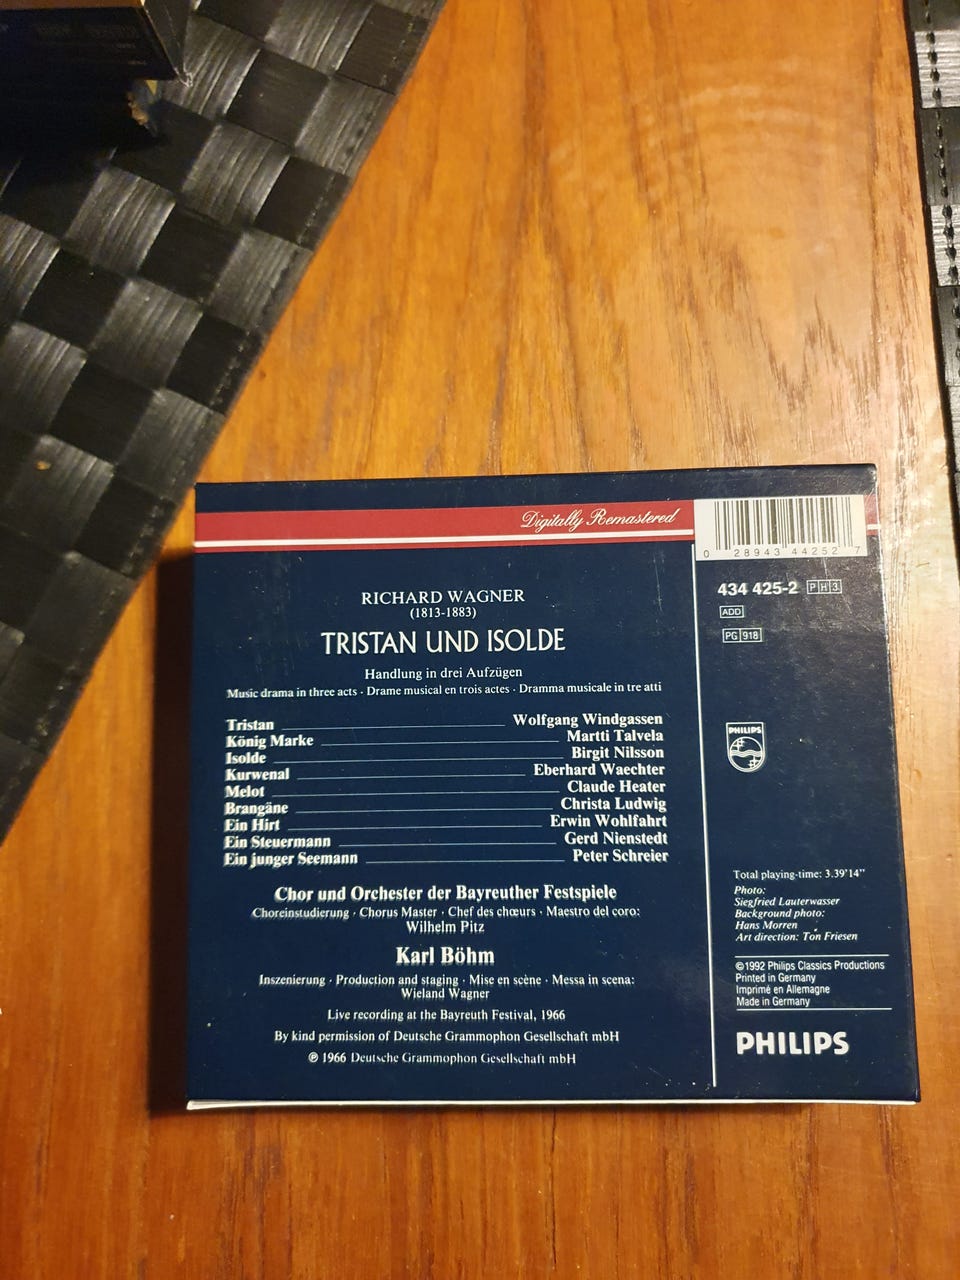 Digitally Remastered
0 28943 44252 7
434 425-2 PH3
ADD
PG 918
RICHARD WAGNER
(1813-1883)
TRISTAN UND ISOLDE
Handlung in drei Aufzügen
Music drama in three acts · Drame musical en trois actes · Dramma musicale in tre atti
Tristan Wolfgang Windgassen
König Marke Martti Talvela
Isolde Birgit Nilsson
Kurwenal Eberhard Waechter
Melot Claude Heater
Brangäne Christa Ludwig
Ein Hirt Erwin Wohlfahrt
Ein Steuermann Gerd Nienstedt
Ein junger Seemann Peter Schreier
Chor und Orchester der Bayreuther Festspiele
Choreinstudierung · Chorus Master · Chef des chœurs · Maestro del coro:
Wilhelm Pitz
Karl Böhm
Inszenierung · Production and staging · Mise en scène · Messa in scena:
Wieland Wagner
Live recording at the Bayreuth Festival, 1966
By kind permission of Deutsche Grammophon Gesellschaft mbH
℗ 1966 Deutsche Grammophon Gesellschaft mbH
PHILIPS
Total playing-time: 3.39'14"
Photo:
Siegfried Lauterwasser
Background photo:
Hans Morren
Art direction: Ton Friesen
©1992 Philips Classics Productions
Printed in Germany
Imprimé en Allemagne
Made in Germany
PHILIPS